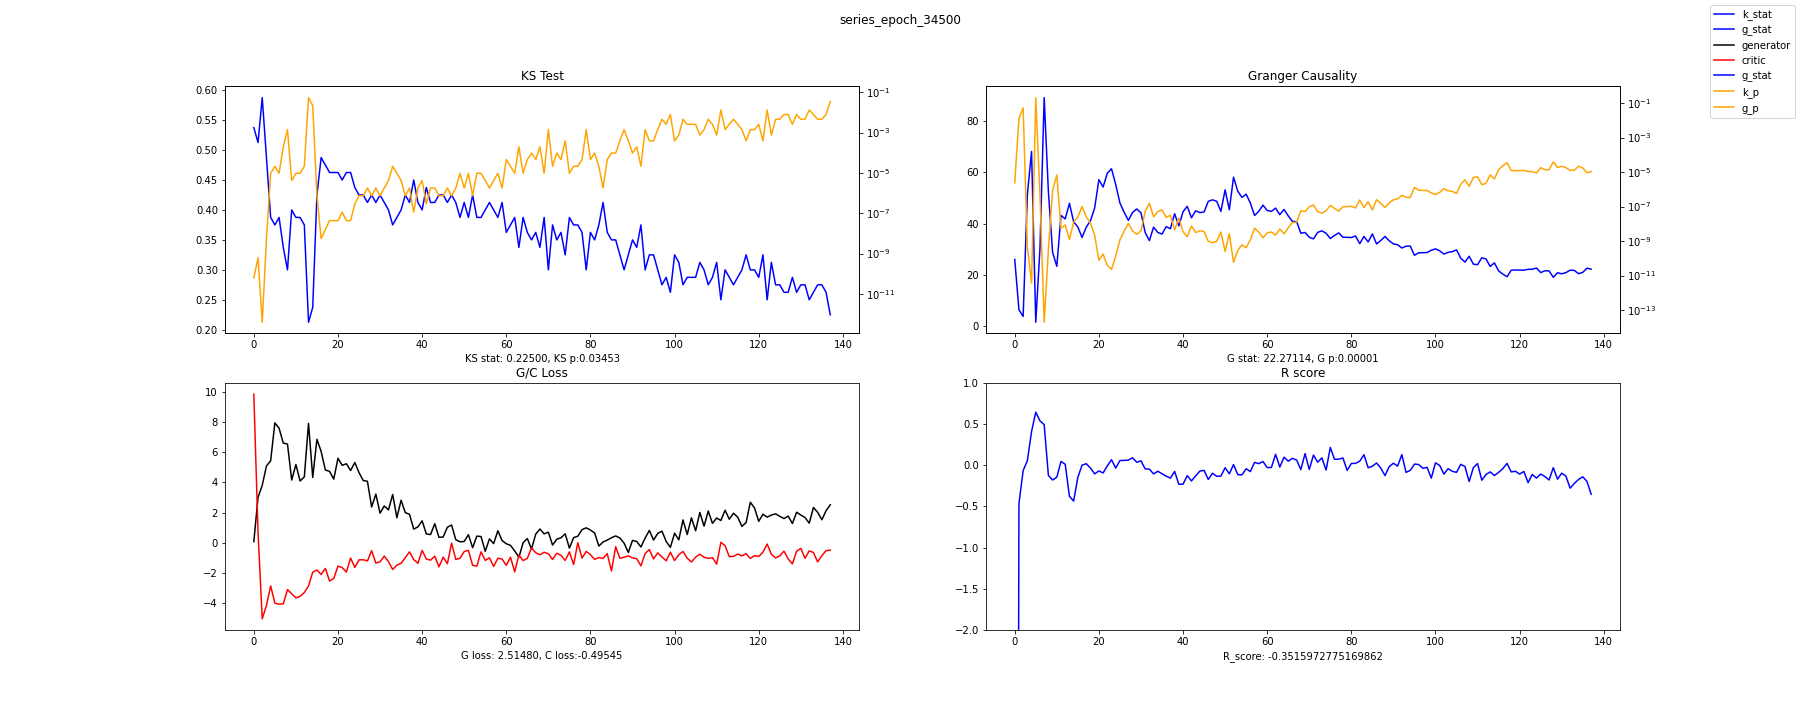 series_epoch_34500
k_stat
g_stat
generator
critic
g_stat
k_p
g_p
KS Test
0.60
0.55
0.50
0.45
0.40
0.35
0.30
0.25
0.20
10⁻¹
10⁻³
10⁻⁵
10⁻⁷
10⁻⁹
10⁻¹¹
0 20 40 60 80 100 120 140
KS stat: 0.22500, KS p:0.03453
Granger Causality
80
60
40
20
0
10⁻¹
10⁻³
10⁻⁵
10⁻⁷
10⁻⁹
10⁻¹¹
10⁻¹³
0 20 40 60 80 100 120 140
G stat: 22.27114, G p:0.00001
G/C Loss
10
8
6
4
2
0
−2
−4
0 20 40 60 80 100 120 140
G loss: 2.51480, C loss:-0.49545
R score
1.0
0.5
0.0
−0.5
−1.0
−1.5
−2.0
0 20 40 60 80 100 120 140
R_score: -0.3515972775169862